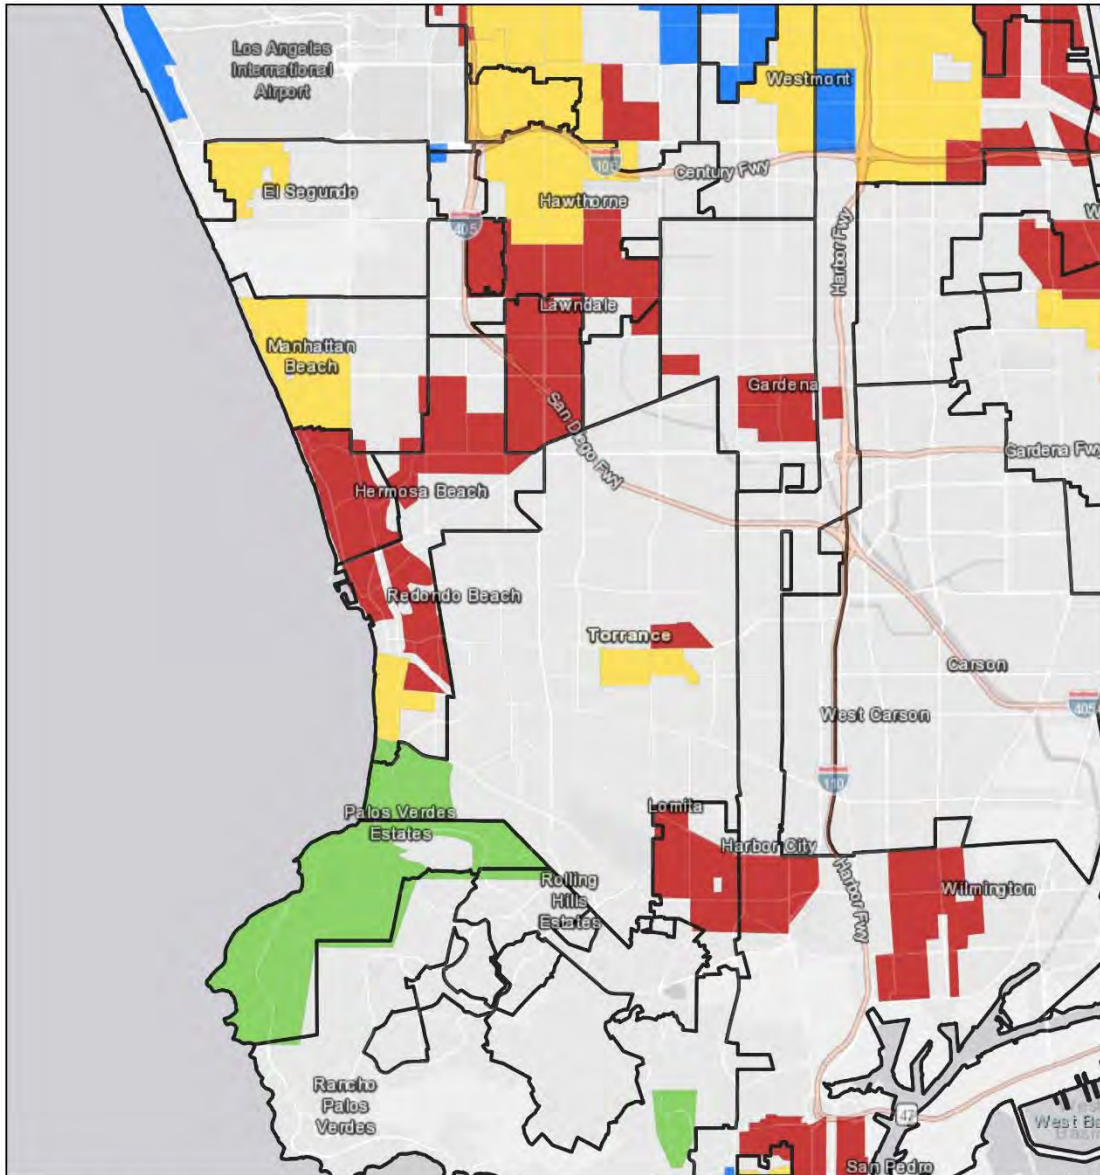 Los Angeles
International
Airport
Westmont
El Segundo
105
Century Fwy
Hawthorne
405
Harbor Fwy
W
Lawndale
Manhattan
Beach
San Diego Fwy
Gardena
Gardena Fwy
Hermosa Beach
Redondo Beach
Torrance
Carson
405
West Carson
110
Palos Verdes
Estates
Lomita
Harbor City
Rolling
Hills
Estates
Harbor Fwy
Wilmington
Rancho
Palos
Verdes
47
West Ba
San Pedro